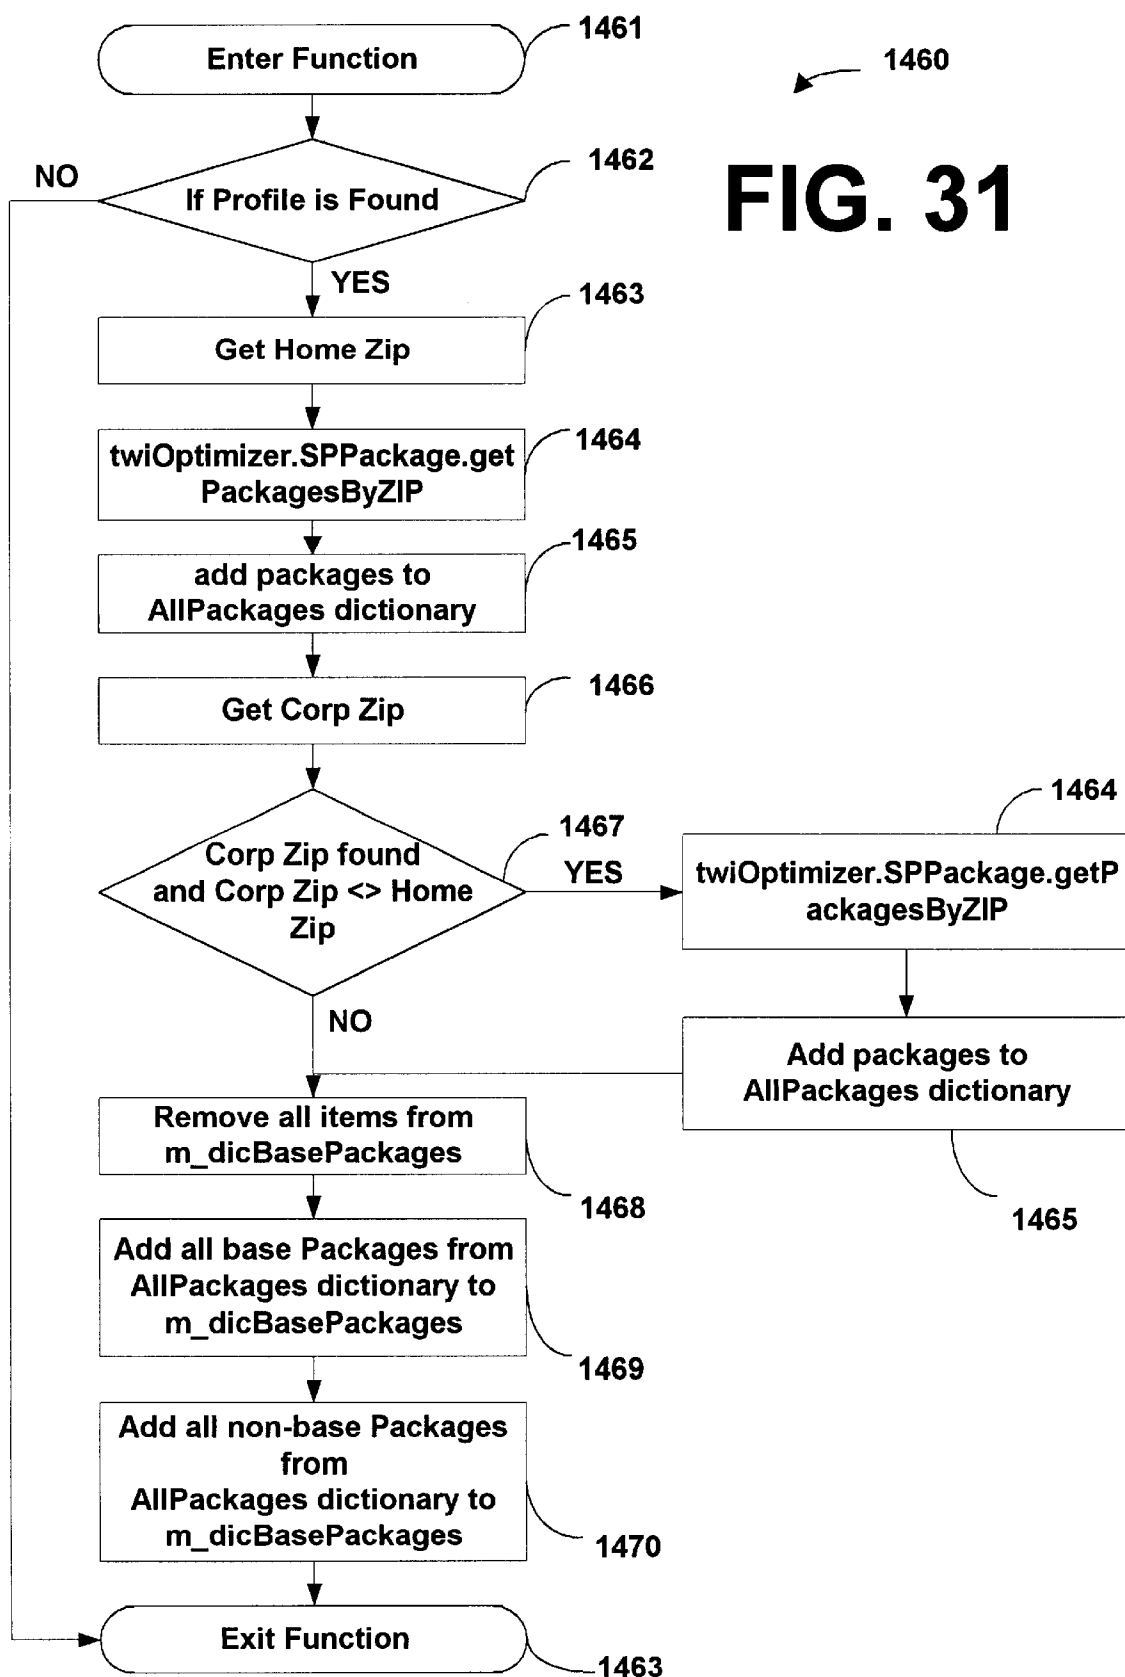 Enter Function
1461
1460
FIG. 31
If Profile is Found
1462
NO
YES
Get Home Zip
1463
twiOptimizer.SPPackage.get
PackagesByZIP
1464
add packages to
AllPackages dictionary
1465
Get Corp Zip
1466
Corp Zip found
and Corp Zip <> Home
Zip
1467
YES
NO
twiOptimizer.SPPackage.getP
ackagesByZIP
1464
Add packages to
AllPackages dictionary
1465
Remove all items from
m_dicBasePackages
1468
Add all base Packages from
AllPackages dictionary to
m_dicBasePackages
1469
Add all non-base Packages
from
AllPackages dictionary to
m_dicBasePackages
1470
Exit Function
1463